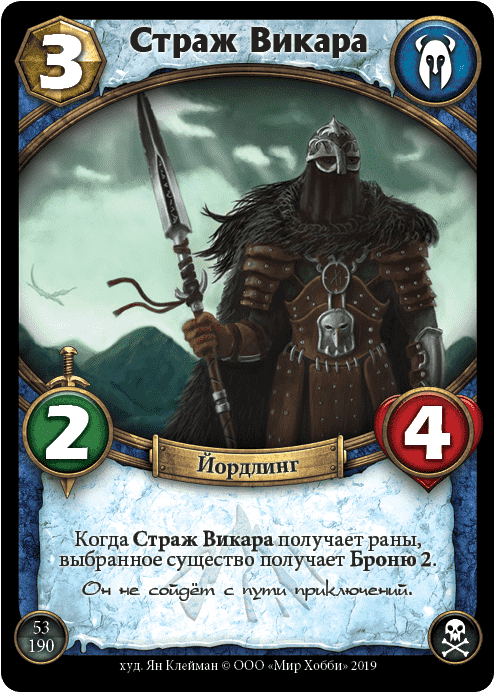 3
Страж Викара
2
4
Йордлинг
Когда Страж Викара получает раны,
выбранное существо получает Броню 2.
Он не сойдёт с пути приключений.
53
190
худ. Ян Клейман © ООО «Мир Хобби» 2019